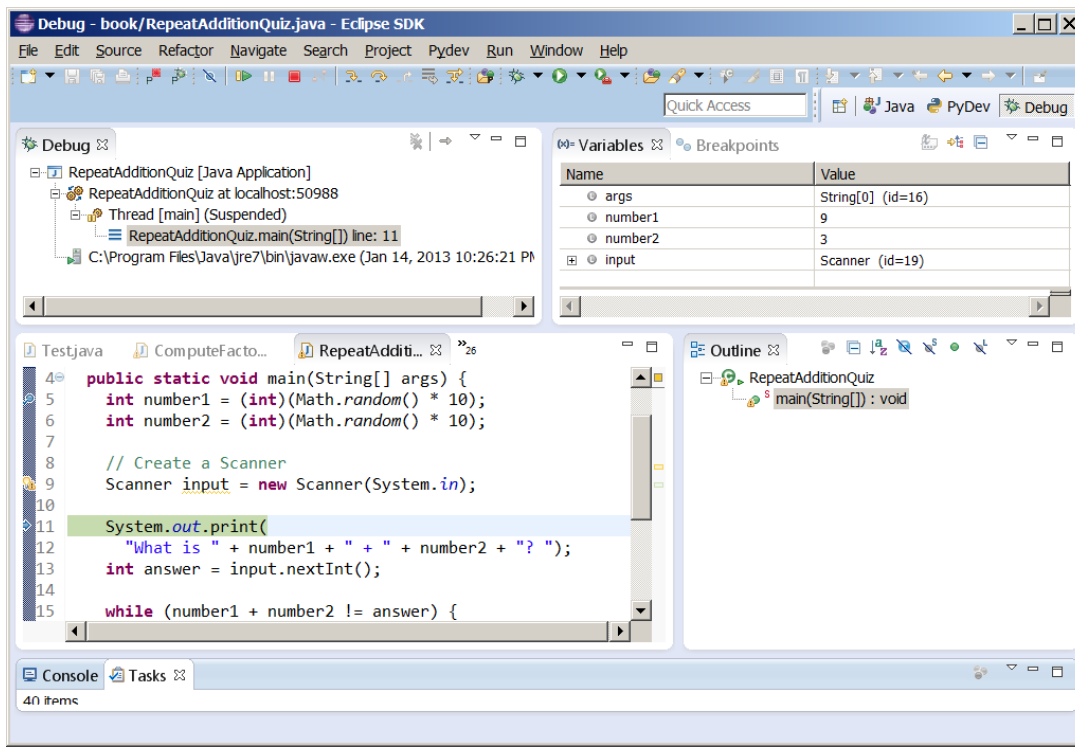 Debug - book/RepeatAdditionQuiz.java - Eclipse SDK
File Edit Source Refactor Navigate Search Project Pydev Run Window Help
Quick Access
Java PyDev Debug
Debug
RepeatAdditionQuiz [Java Application]
RepeatAdditionQuiz at localhost:50988
Thread [main] (Suspended)
RepeatAdditionQuiz.main(String[]) line: 11
C:\Program Files\Java\jre7\bin\javaw.exe (Jan 14, 2013 10:26:21 PM
(x)= Variables Breakpoints
Name Value
args String[0] (id=16)
number1 9
number2 3
input Scanner (id=19)
Test.java ComputeFacto... RepeatAdditi... »26
4 public static void main(String[] args) {
5 int number1 = (int)(Math.random() * 10);
6 int number2 = (int)(Math.random() * 10);
7
8 // Create a Scanner
9 Scanner input = new Scanner(System.in);
10
11 System.out.print(
12 "What is " + number1 + " + " + number2 + "? ");
13 int answer = input.nextInt();
14
15 while (number1 + number2 != answer) {
Outline
RepeatAdditionQuiz
main(String[]) : void
Console Tasks
40 items